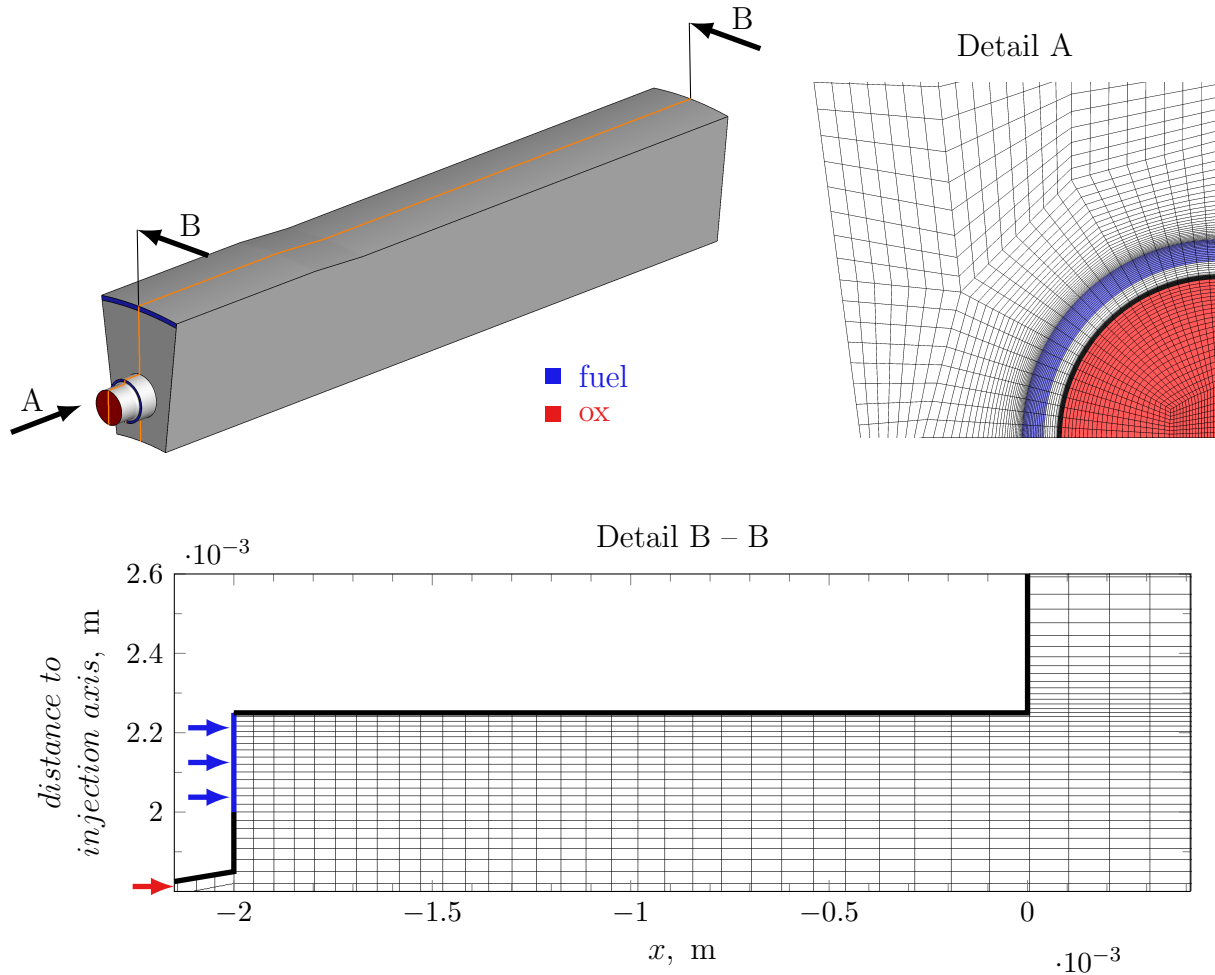 B
Detail A
B
A
fuel
ox
Detail B – B
·10⁻³
2.6
2.4
2.2
2
distance to
injection axis, m
−2
−1.5
−1
−0.5
0
x, m
·10⁻³